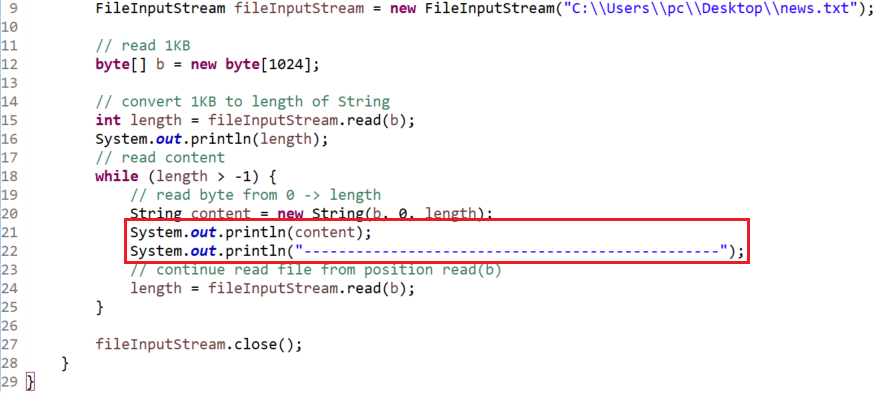 9 FileInputStream fileInputStream = new FileInputStream("C:\\Users\\pc\\Desktop\\news.txt");
10
11 // read 1KB
12 byte[] b = new byte[1024];
13
14 // convert 1KB to length of String
15 int length = fileInputStream.read(b);
16 System.out.println(length);
17 // read content
18 while (length > -1) {
19 // read byte from 0 -> length
20 String content = new String(b, 0, length);
21 System.out.println(content);
22 System.out.println("------------------------------------------------");
23 // continue read file from position read(b)
24 length = fileInputStream.read(b);
25 }
26
27 fileInputStream.close();
28 }
29 }